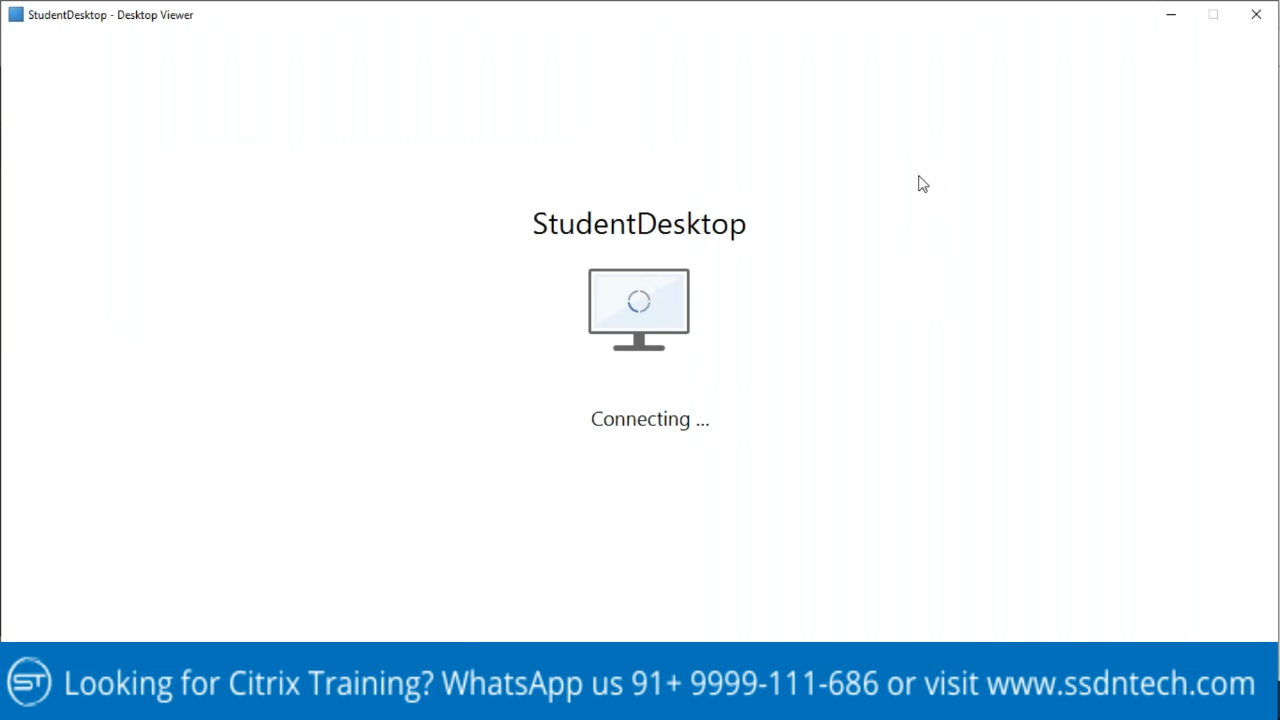 StudentDesktop - Desktop Viewer
StudentDesktop
Connecting ...
ST Looking for Citrix Training? WhatsApp us 91+ 9999-111-686 or visit www.ssdntech.com